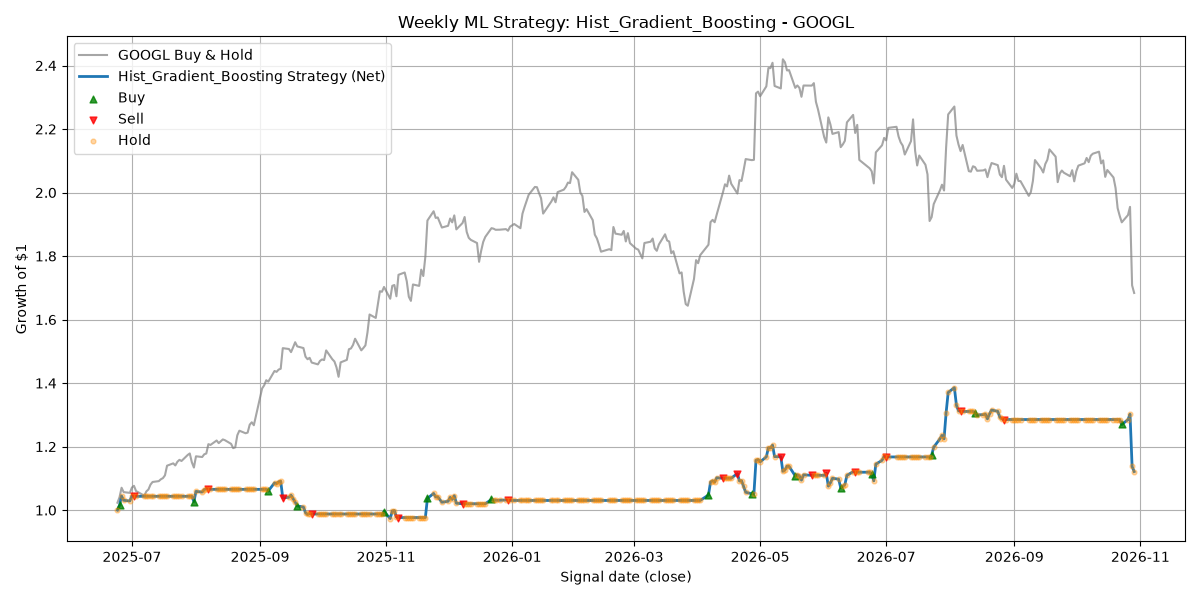 Weekly ML Strategy: Hist_Gradient_Boosting - GOOGL
GOOGL Buy & Hold
Hist_Gradient_Boosting Strategy (Net)
Buy
Sell
Hold
Growth of $1
2.4
2.2
2.0
1.8
1.6
1.4
1.2
1.0
2025-07 2025-09 2025-11 2026-01 2026-03 2026-05 2026-07 2026-09 2026-11
Signal date (close)